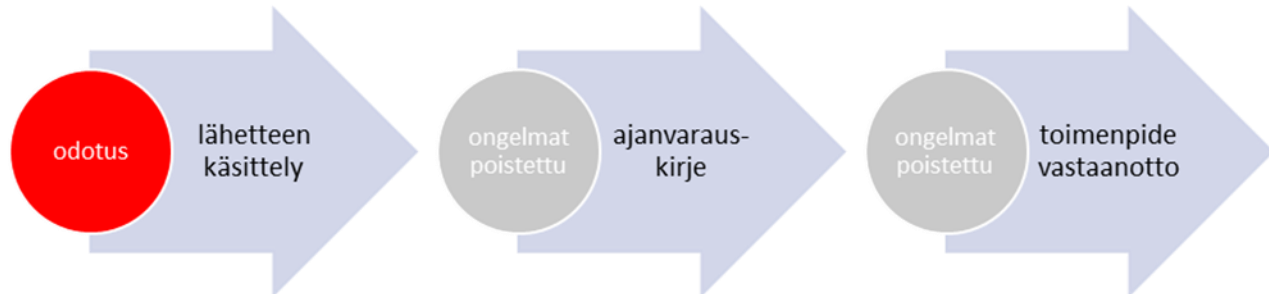 odotus
lähetteen
käsittely
ongelmat
poistettu
ajanvaraus-
kirje
ongelmat
poistettu
toimenpide
vastaanotto